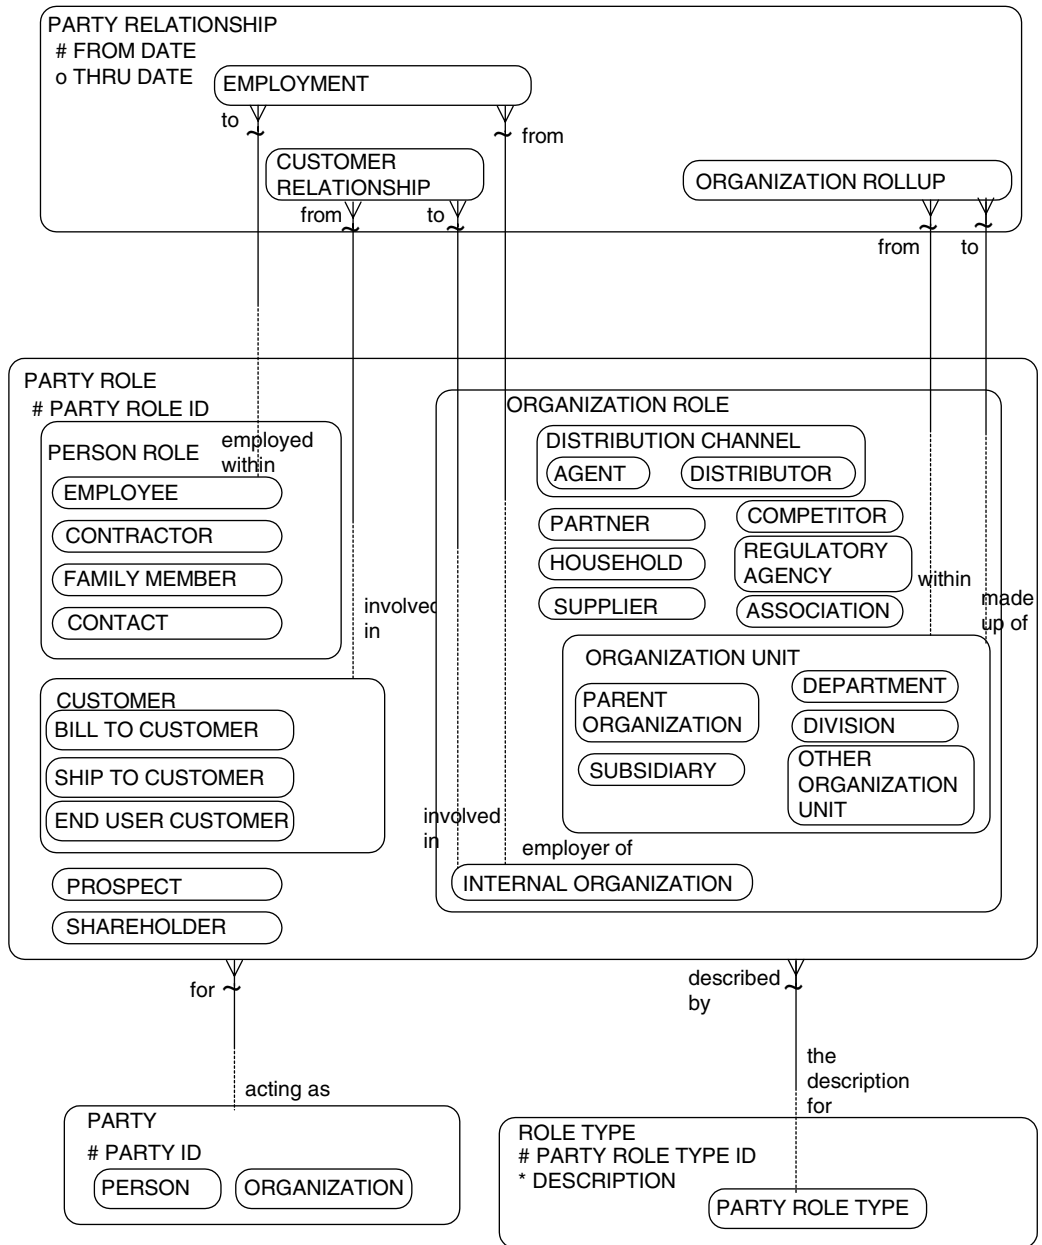 PARTY RELATIONSHIP
# FROM DATE
o THRU DATE
EMPLOYMENT
to
from
CUSTOMER
RELATIONSHIP
from
to
ORGANIZATION ROLLUP
from
to
PARTY ROLE
# PARTY ROLE ID
PERSON ROLE
employed
within
EMPLOYEE
CONTRACTOR
FAMILY MEMBER
CONTACT
involved
in
CUSTOMER
BILL TO CUSTOMER
SHIP TO CUSTOMER
END USER CUSTOMER
PROSPECT
SHAREHOLDER
ORGANIZATION ROLE
DISTRIBUTION CHANNEL
AGENT
DISTRIBUTOR
PARTNER
HOUSEHOLD
SUPPLIER
COMPETITOR
REGULATORY
AGENCY
ASSOCIATION
within
made
up of
ORGANIZATION UNIT
PARENT
ORGANIZATION
SUBSIDIARY
DEPARTMENT
DIVISION
OTHER
ORGANIZATION
UNIT
involved
in
employer of
INTERNAL ORGANIZATION
for
described
by
acting as
the
description
for
PARTY
# PARTY ID
PERSON
ORGANIZATION
ROLE TYPE
# PARTY ROLE TYPE ID
* DESCRIPTION
PARTY ROLE TYPE